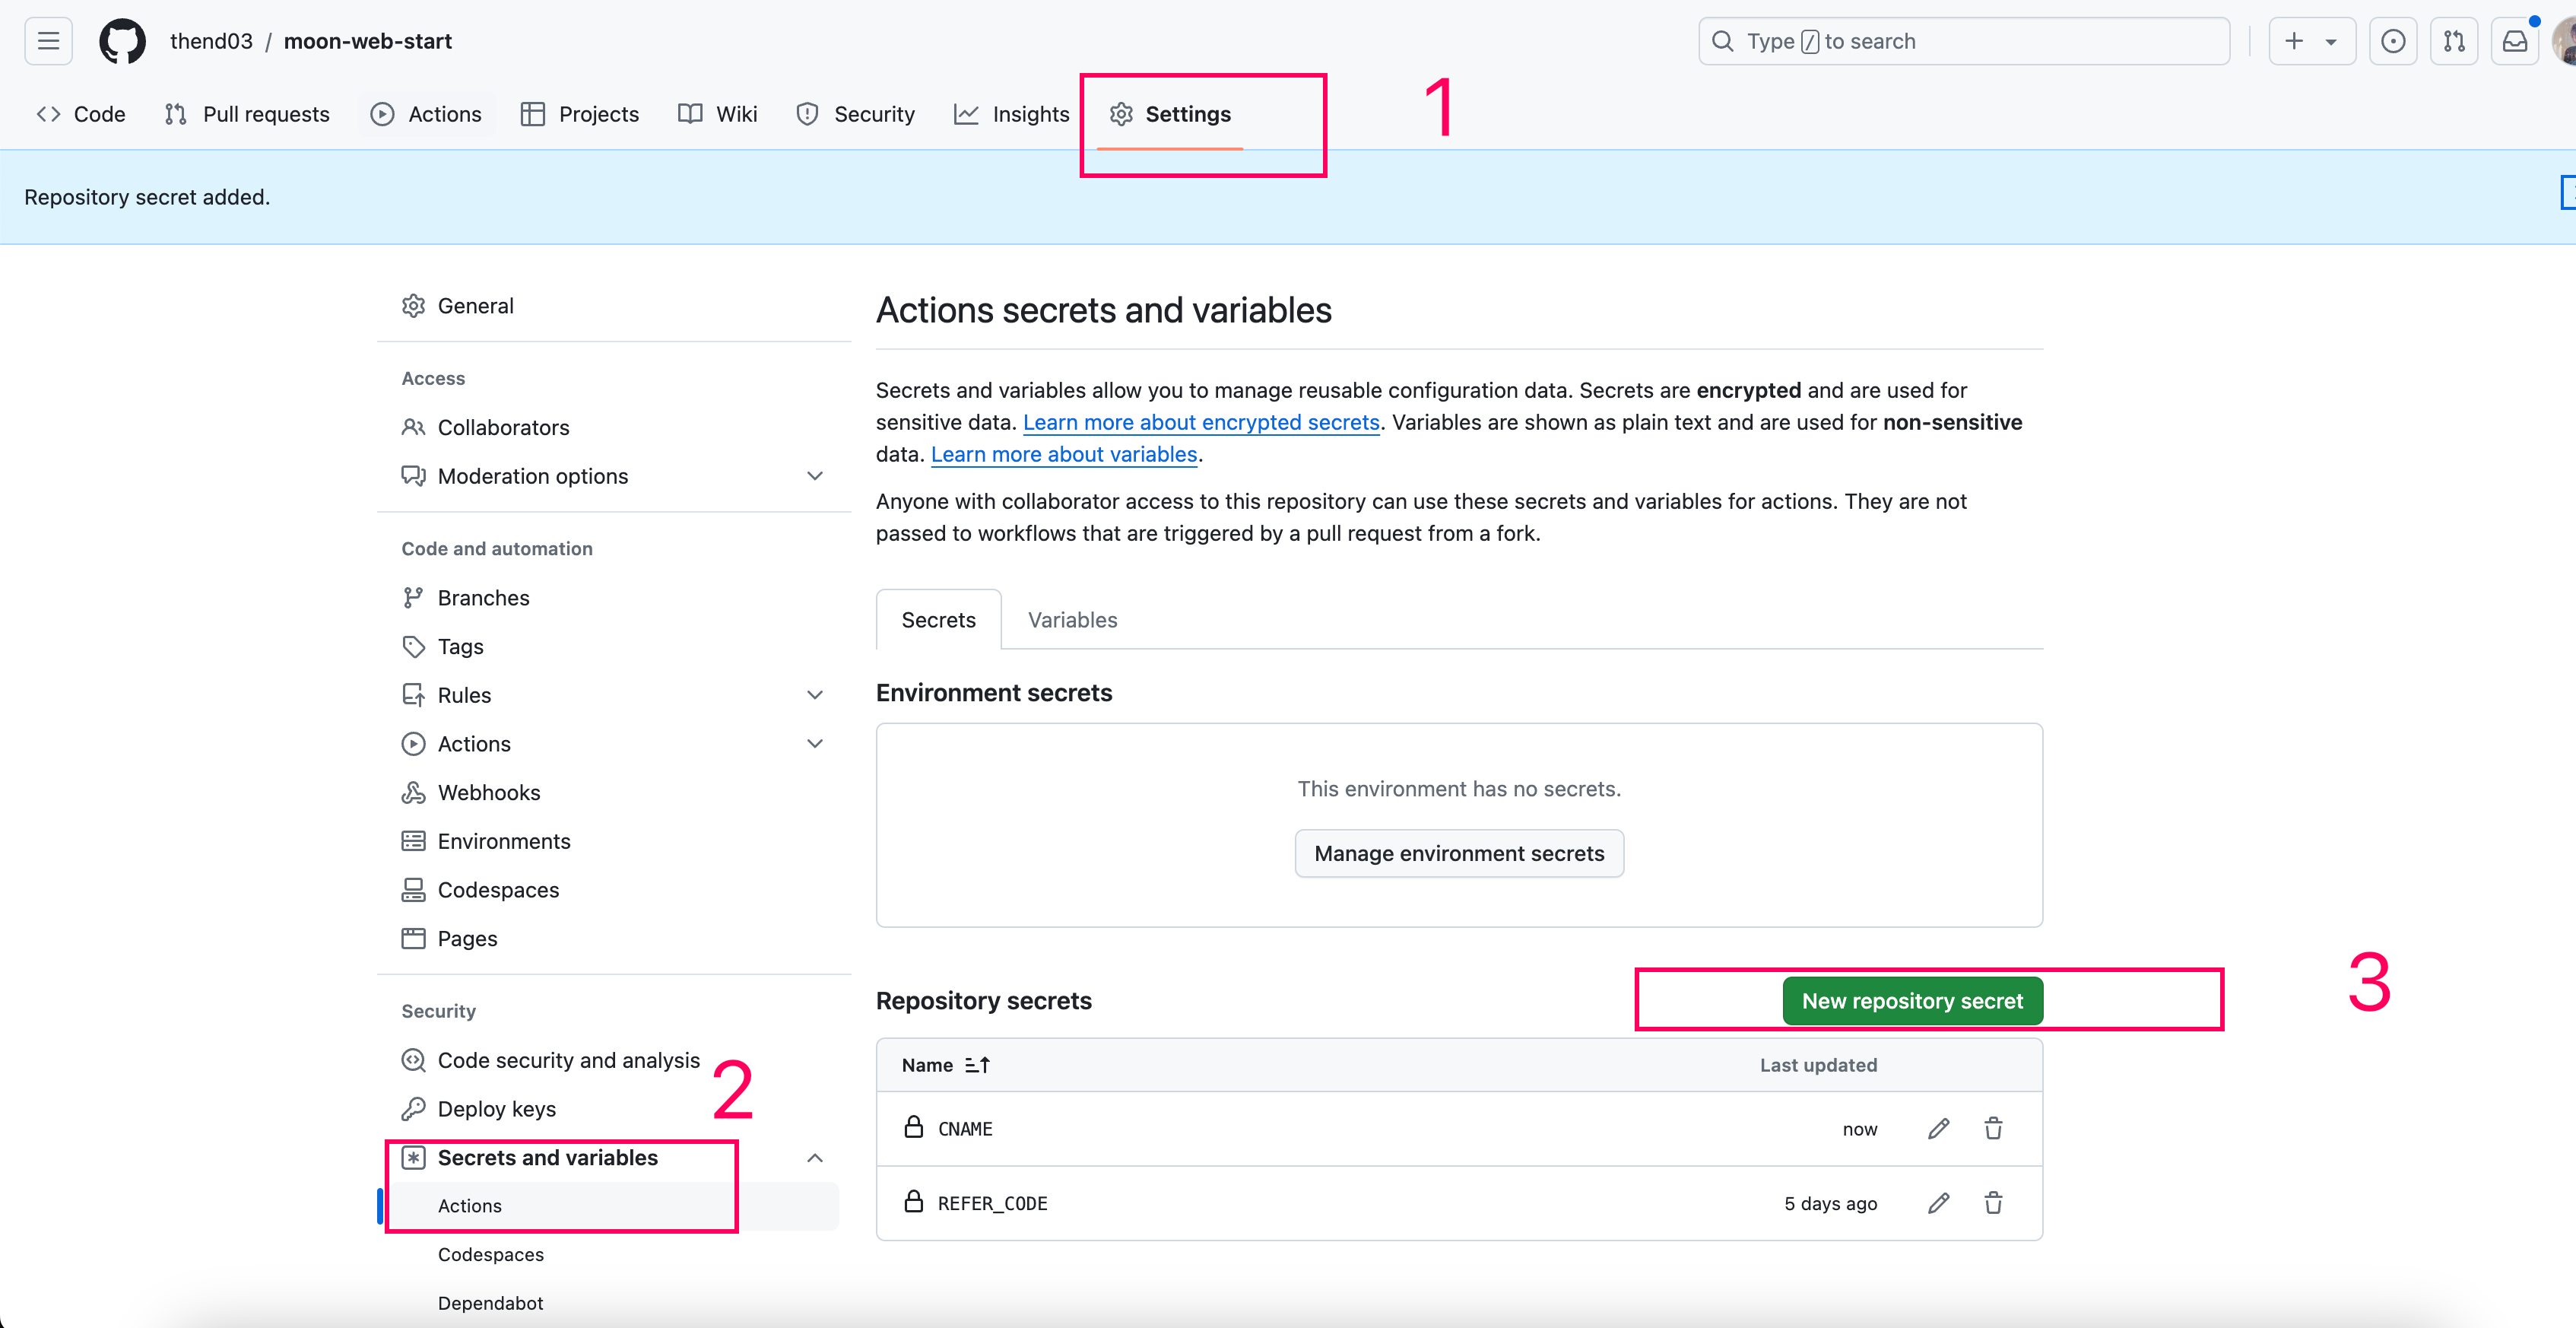 thend03 / moon-web-start
Type / to search
Code Pull requests Actions Projects Wiki Security Insights Settings
1
Repository secret added.
General
Access
Collaborators
Moderation options
Code and automation
Branches
Tags
Rules
Actions
Webhooks
Environments
Codespaces
Pages
Security
Code security and analysis
2
Deploy keys
Secrets and variables
Actions
Codespaces
Dependabot
Actions secrets and variables
Secrets and variables allow you to manage reusable configuration data. Secrets are encrypted and are used for
sensitive data. Learn more about encrypted secrets. Variables are shown as plain text and are used for non-sensitive
data. Learn more about variables.
Anyone with collaborator access to this repository can use these secrets and variables for actions. They are not
passed to workflows that are triggered by a pull request from a fork.
Secrets Variables
Environment secrets
This environment has no secrets.
Manage environment secrets
Repository secrets New repository secret
3
Name Last updated
CNAME now
REFER_CODE 5 days ago